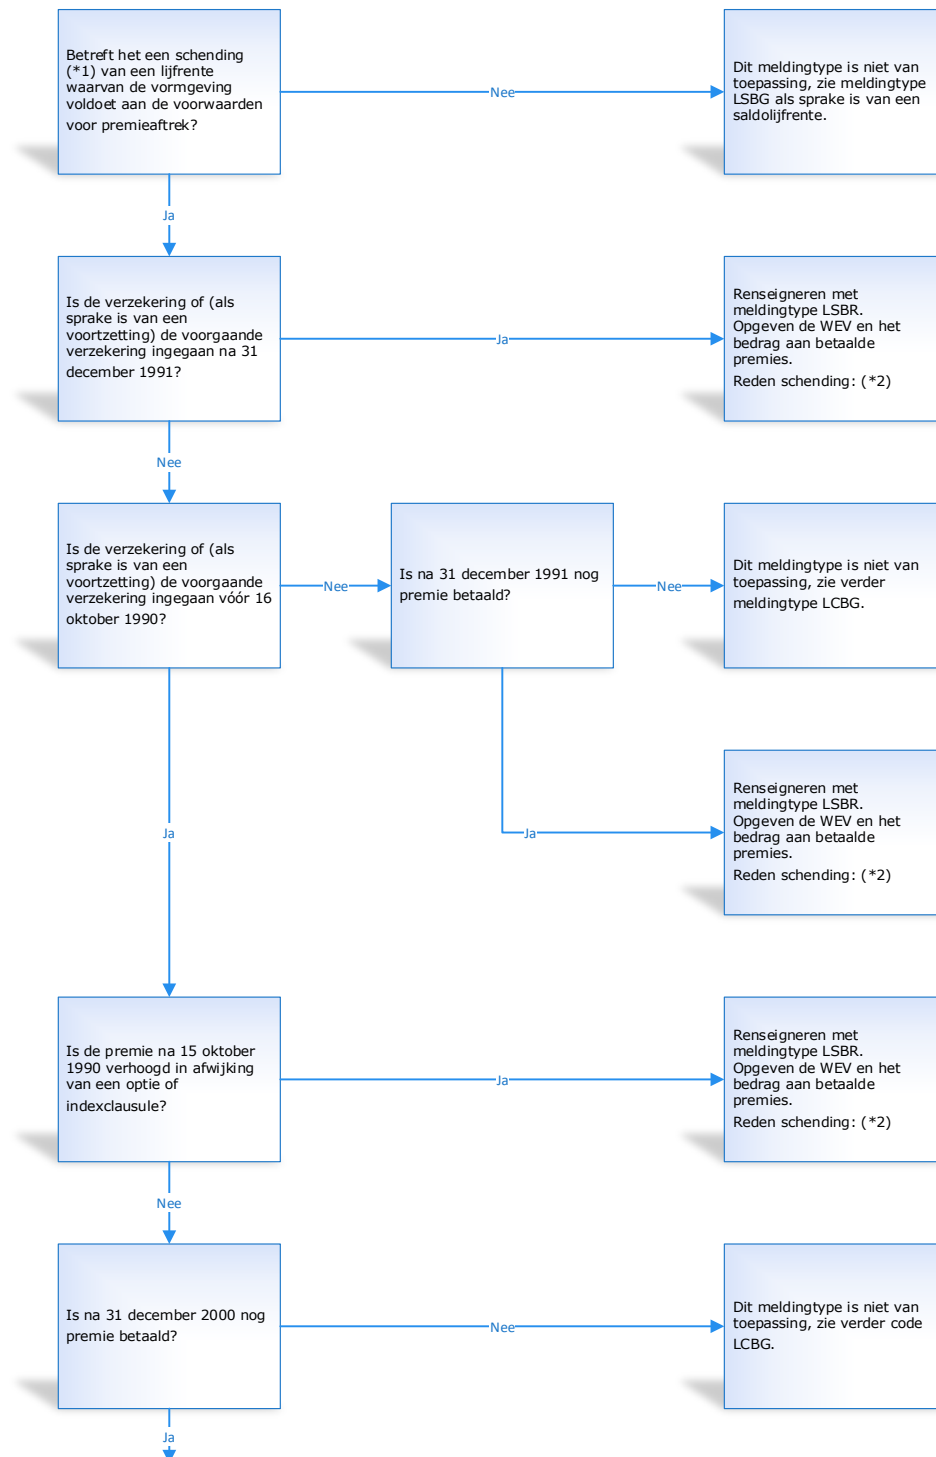 Betreft het een schending
(*1) van een lijfrente
waarvan de vormgeving
voldoet aan de voorwaarden
voor premieaftrek?
Nee
Dit meldingtype is niet van
toepassing, zie meldingtype
LSBG als sprake is van een
saldolijfrente.
Ja
Is de verzekering of (als
sprake is van een
voortzetting) de voorgaande
verzekering ingegaan na 31
december 1991?
Ja
Renseigneren met
meldingtype LSBR.
Opgeven de WEV en het
bedrag aan betaalde
premies.
Reden schending: (*2)
Nee
Is de verzekering of (als
sprake is van een
voortzetting) de voorgaande
verzekering ingegaan vóór 16
oktober 1990?
Nee
Is na 31 december 1991 nog
premie betaald?
Nee
Dit meldingtype is niet van
toepassing, zie verder
meldingtype LCBG.
Ja
Ja
Renseigneren met
meldingtype LSBR.
Opgeven de WEV en het
bedrag aan betaalde
premies.
Reden schending: (*2)
Is de premie na 15 oktober
1990 verhoogd in afwijking
van een optie of
indexclausule?
Ja
Renseigneren met
meldingtype LSBR.
Opgeven de WEV en het
bedrag aan betaalde
premies.
Reden schending: (*2)
Nee
Is na 31 december 2000 nog
premie betaald?
Nee
Dit meldingtype is niet van
toepassing, zie verder code
LCBG.
Ja